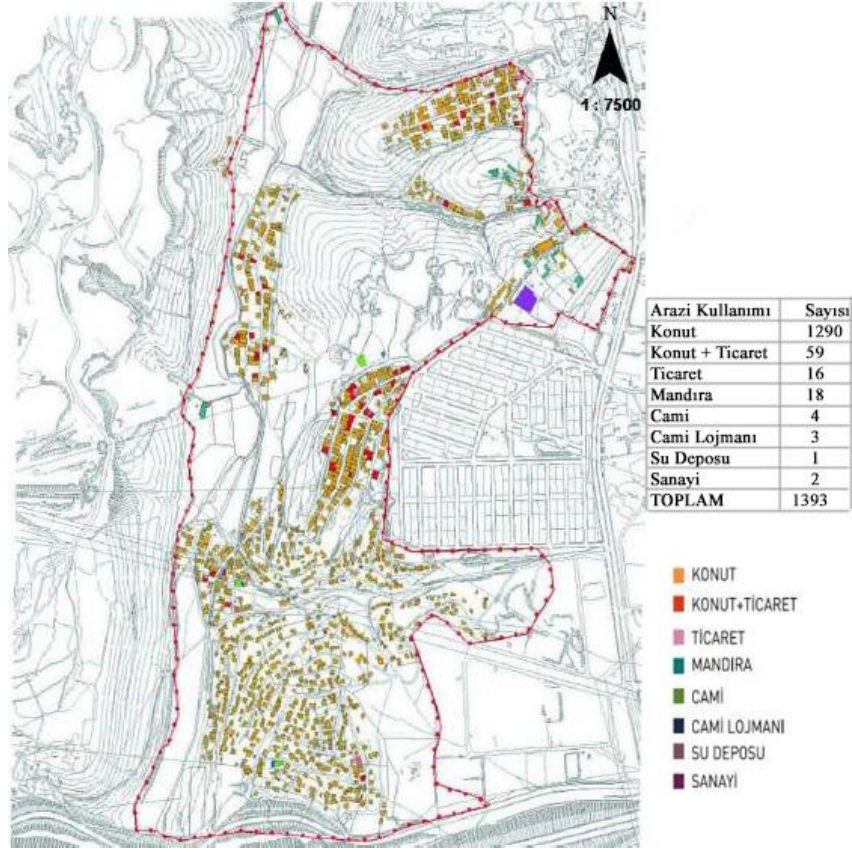 N
1 : 7500
Arazi Kullanımı Sayısı
Konut 1290
Konut + Ticaret 59
Ticaret 16
Mandıra 18
Cami 4
Cami Lojmanı 3
Su Deposu 1
Sanayi 2
TOPLAM 1393
KONUT
KONUT+TİCARET
TİCARET
MANDIRA
CAMİ
CAMİ LOJMANI
SU DEPOSU
SANAYİ